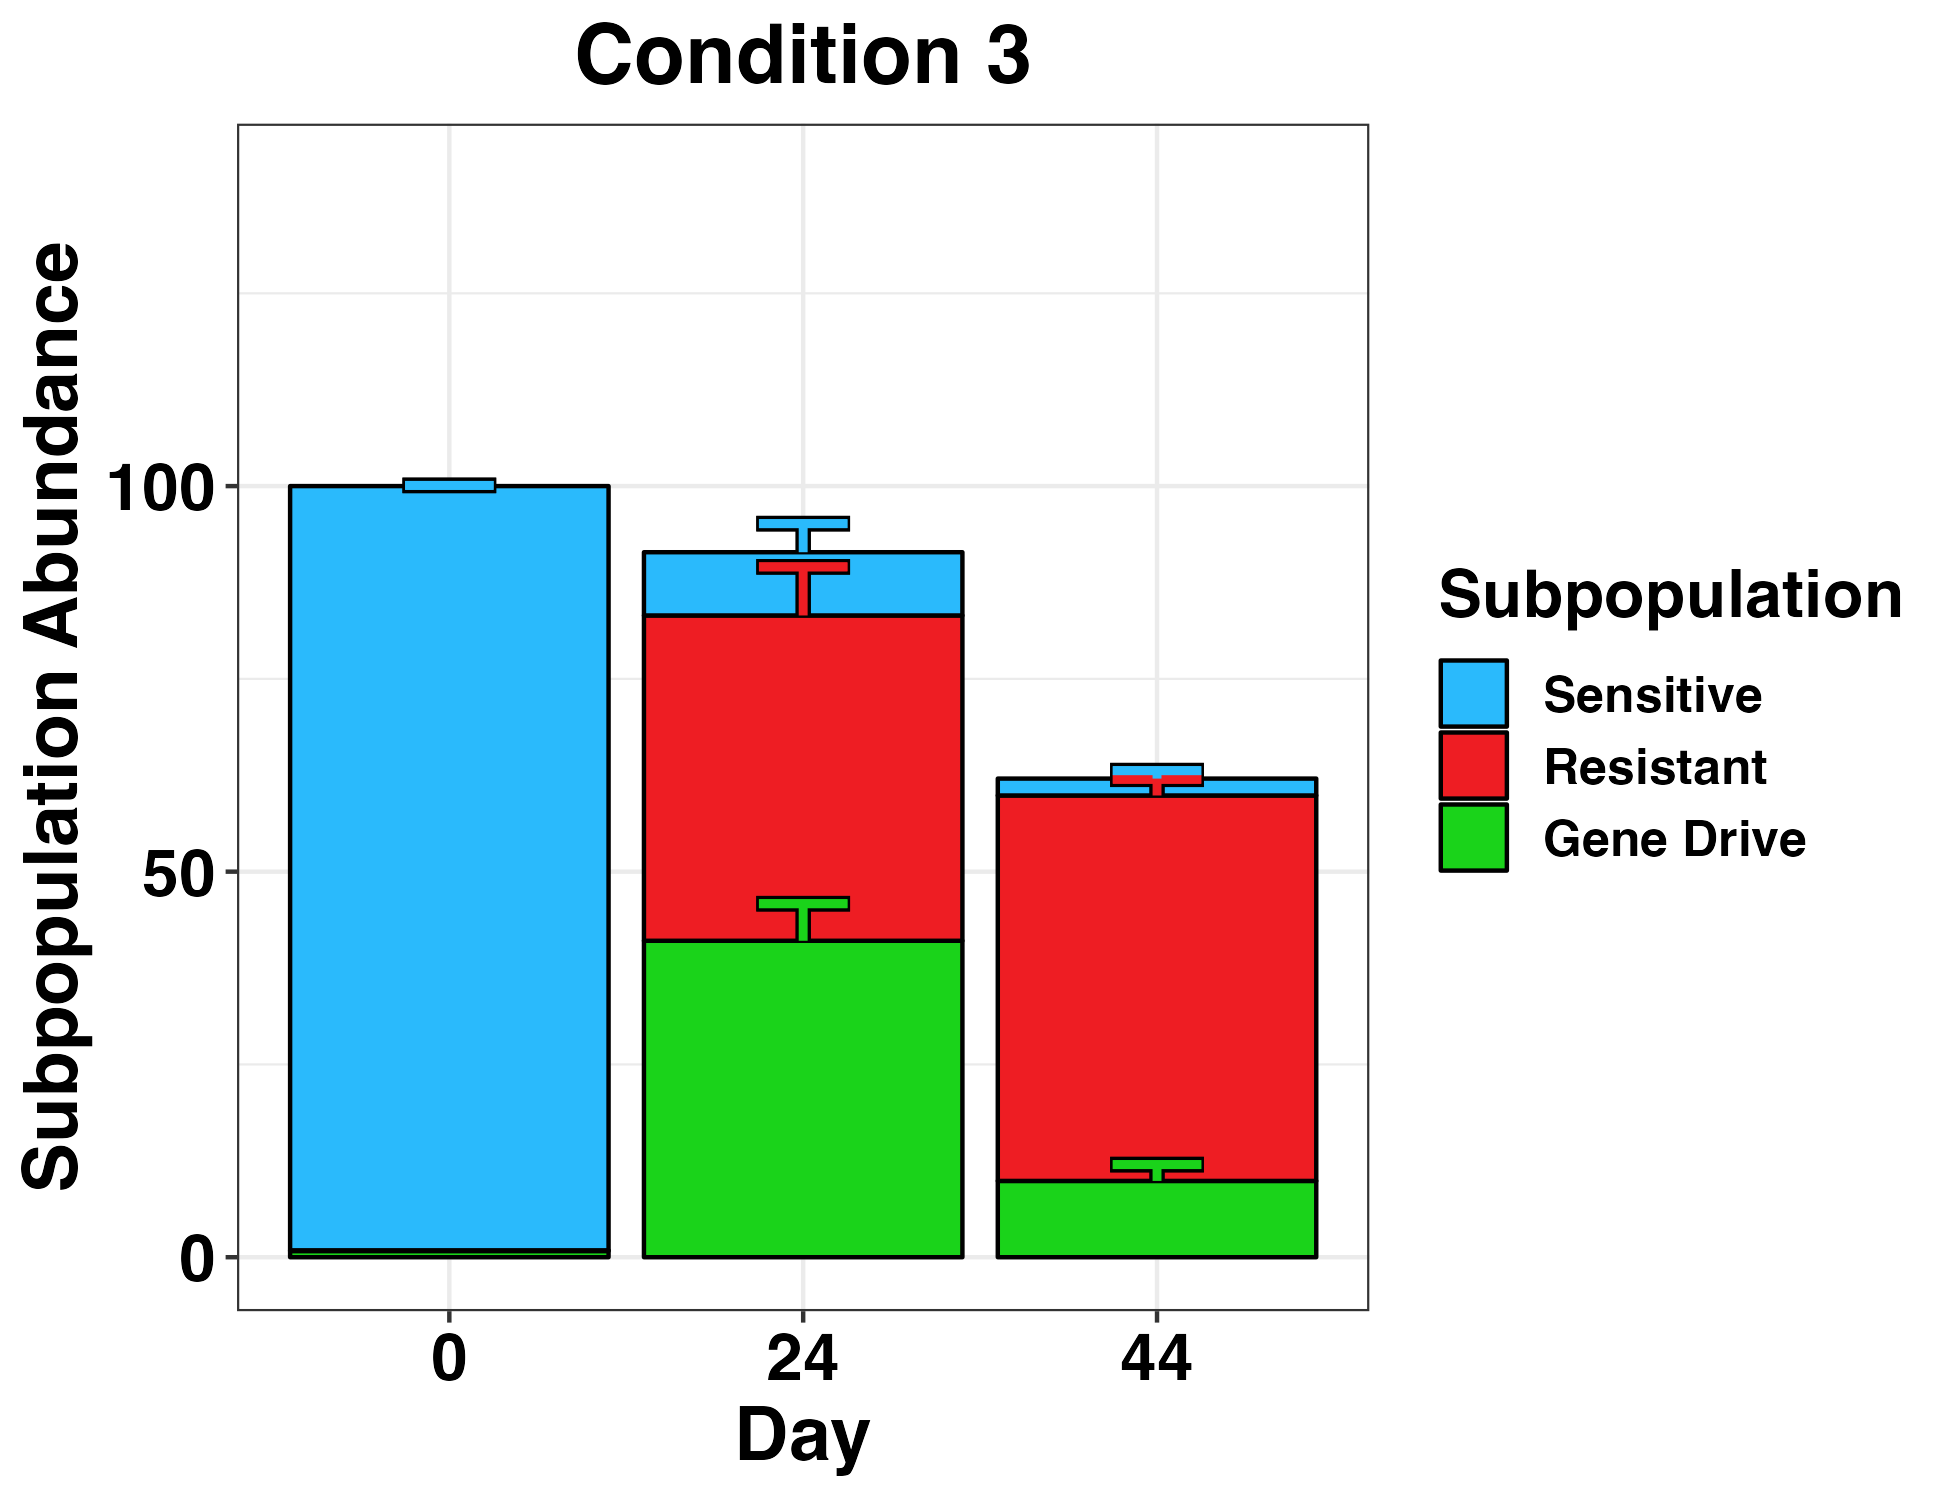 Condition 3
Subpopulation Abundance
100
50
0
0 24 44
Day
Subpopulation
Sensitive
Resistant
Gene Drive